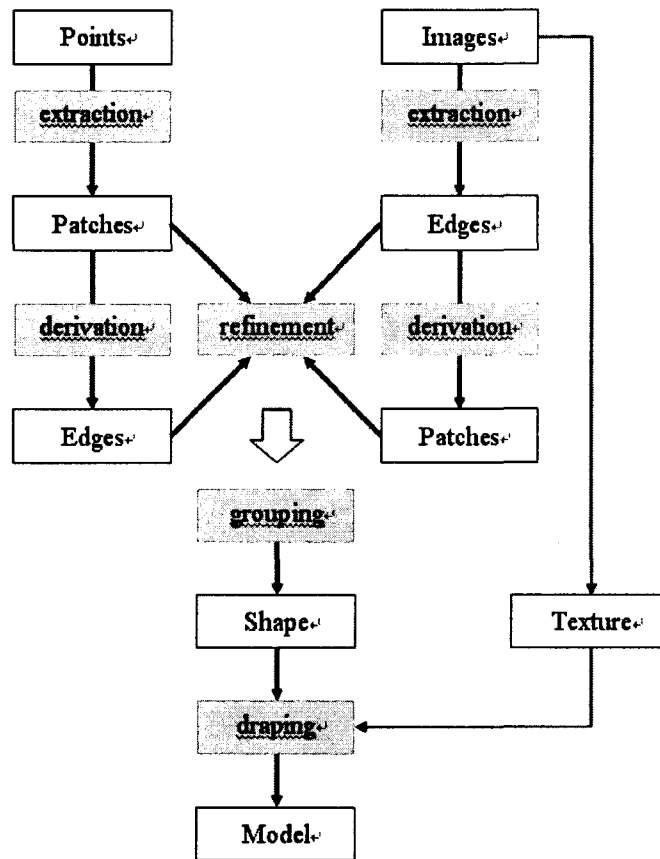 Points
Images
extraction
extraction
Patches
Edges
derivation
refinement
derivation
Edges
Patches
grouping
Shape
Texture
draping
Model